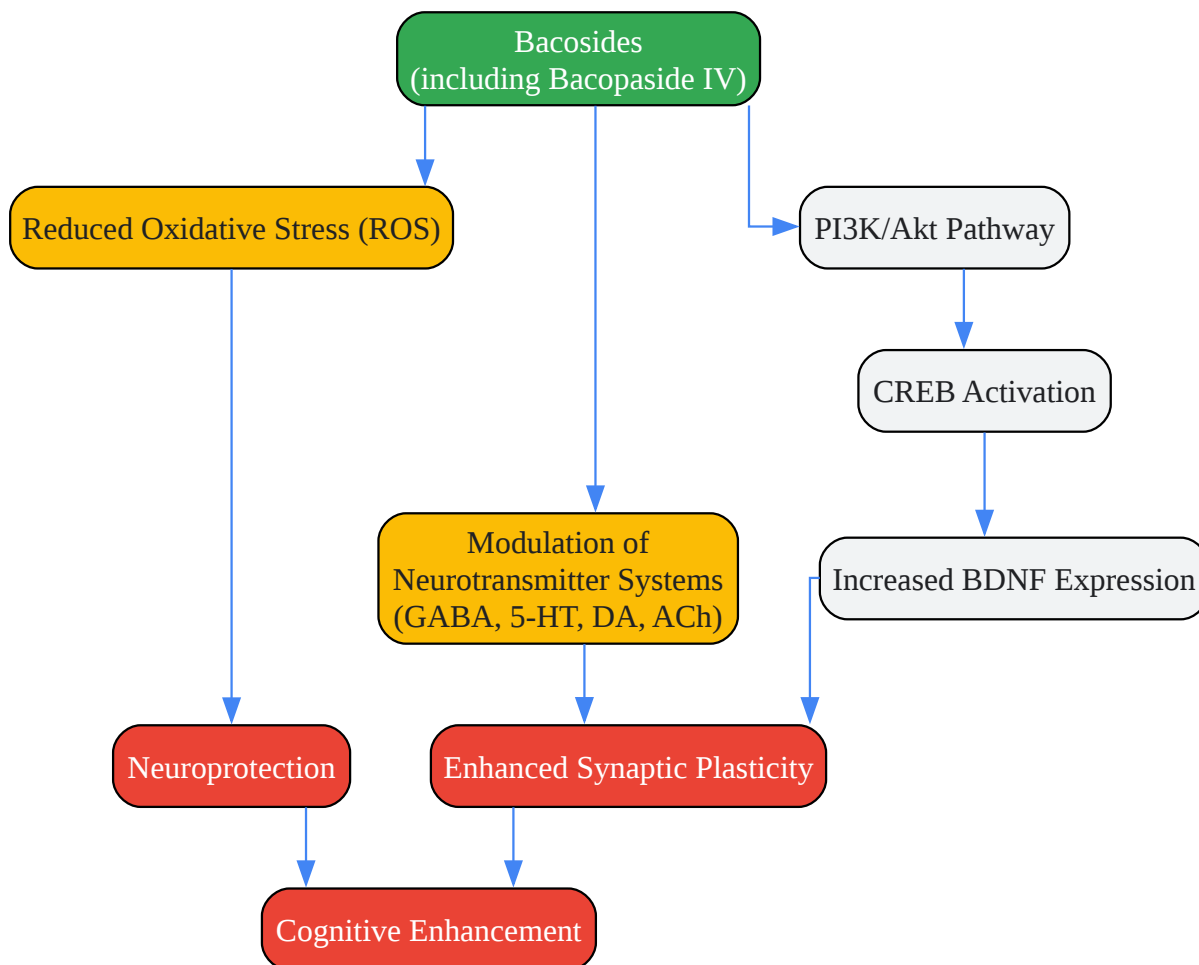 Bacosides
(including Bacopaside IV)
Reduced Oxidative Stress (ROS)
PI3K/Akt Pathway
CREB Activation
Modulation of
Neurotransmitter Systems
(GABA, 5-HT, DA, ACh)
Increased BDNF Expression
Neuroprotection
Enhanced Synaptic Plasticity
Cognitive Enhancement